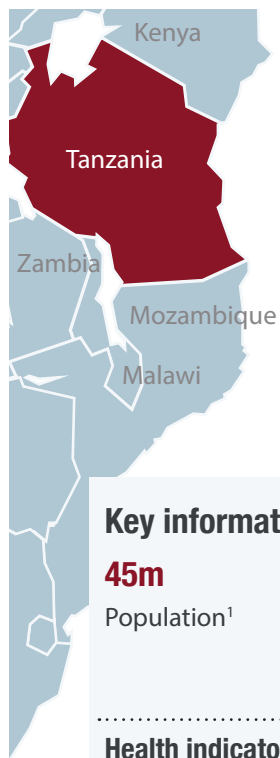 Kenya
Tanzania
Zambia
Mozambique
Malawi
Key informat
45m
Population¹
Health indicato